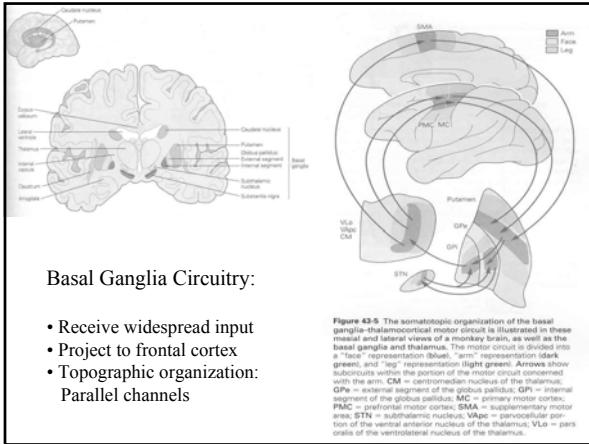 Caudate nucleus
Putamen
Corpus callosum
Lateral ventricle
Thalamus
Internal capsule
Claustrum
Amygdala
Caudate nucleus
Putamen
Globus pallidus
External segment
Internal segment
Subthalamic nucleus
Substantia nigra
Basal ganglia
SMA
Arm
Face
Leg
PMC MC
VLo
VApc
CM
Putamen
GPe
GPi
STN
Basal Ganglia Circuitry:
• Receive widespread input
• Project to frontal cortex
• Topographic organization:
Parallel channels
Figure 43-5 The somatotopic organization of the basal
ganglia–thalamocortical motor circuit is illustrated in these
mesial and lateral views of a monkey brain, as well as the
basal ganglia and thalamus. The motor circuit is divided into
a "face" representation (blue), "arm" representation (dark
green), and "leg" representation (light green). Arrows show
subcircuits within the portion of the motor circuit concerned
with the arm. CM = centromedian nucleus of the thalamus;
GPe = external segment of the globus pallidus; GPi = internal
segment of the globus pallidus; MC = primary motor cortex;
PMC = prefrontal motor cortex; SMA = supplementary motor
area; STN = subthalamic nucleus; VApc = parvocellular por-
tion of the ventral anterior nucleus of the thalamus; VLo = pars
oralis of the ventrolateral nucleus of the thalamus.